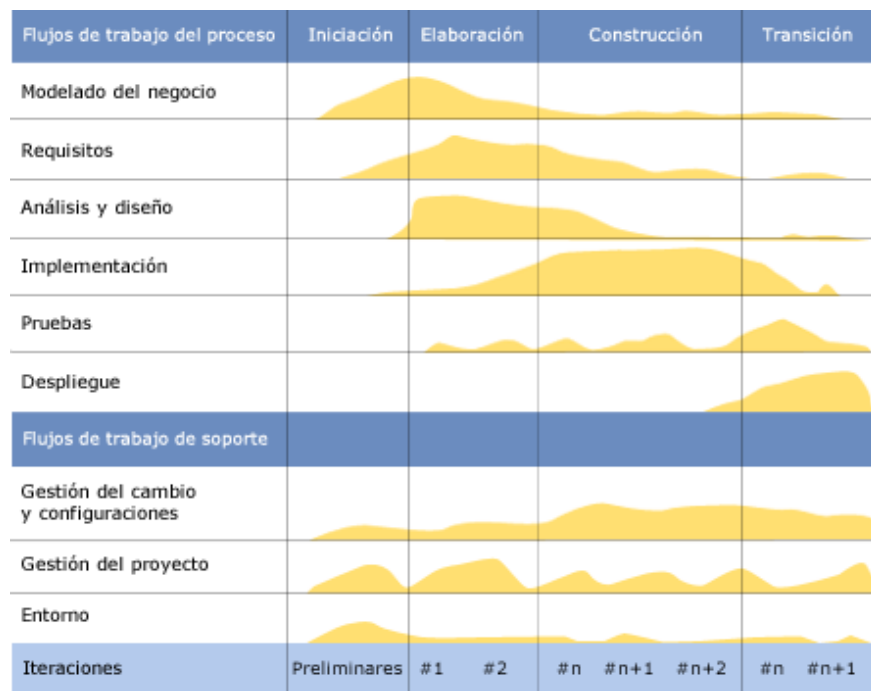 Flujos de trabajo del proceso Iniciación Elaboración Construcción Transición
Modelado del negocio
Requisitos
Análisis y diseño
Implementación
Pruebas
Despliegue
Flujos de trabajo de soporte
Gestión del cambio
y configuraciones
Gestión del proyecto
Entorno
Iteraciones Preliminares #1 #2 #n #n+1 #n+2 #n #n+1